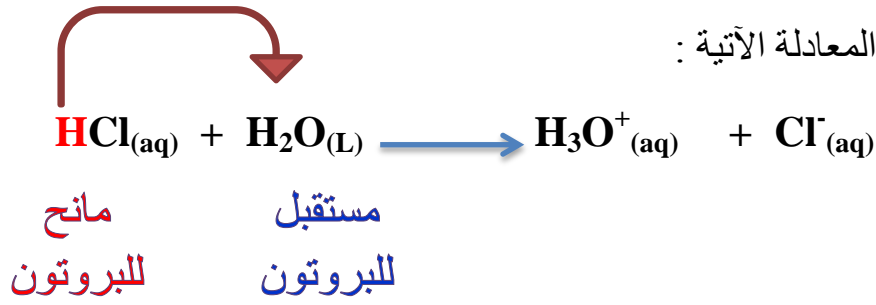 المعادلة الآتية :
HCl(aq) + H₂O(L) → H₃O⁺(aq) + Cl⁻(aq)
مانح مستقبل
للبروتون للبروتون